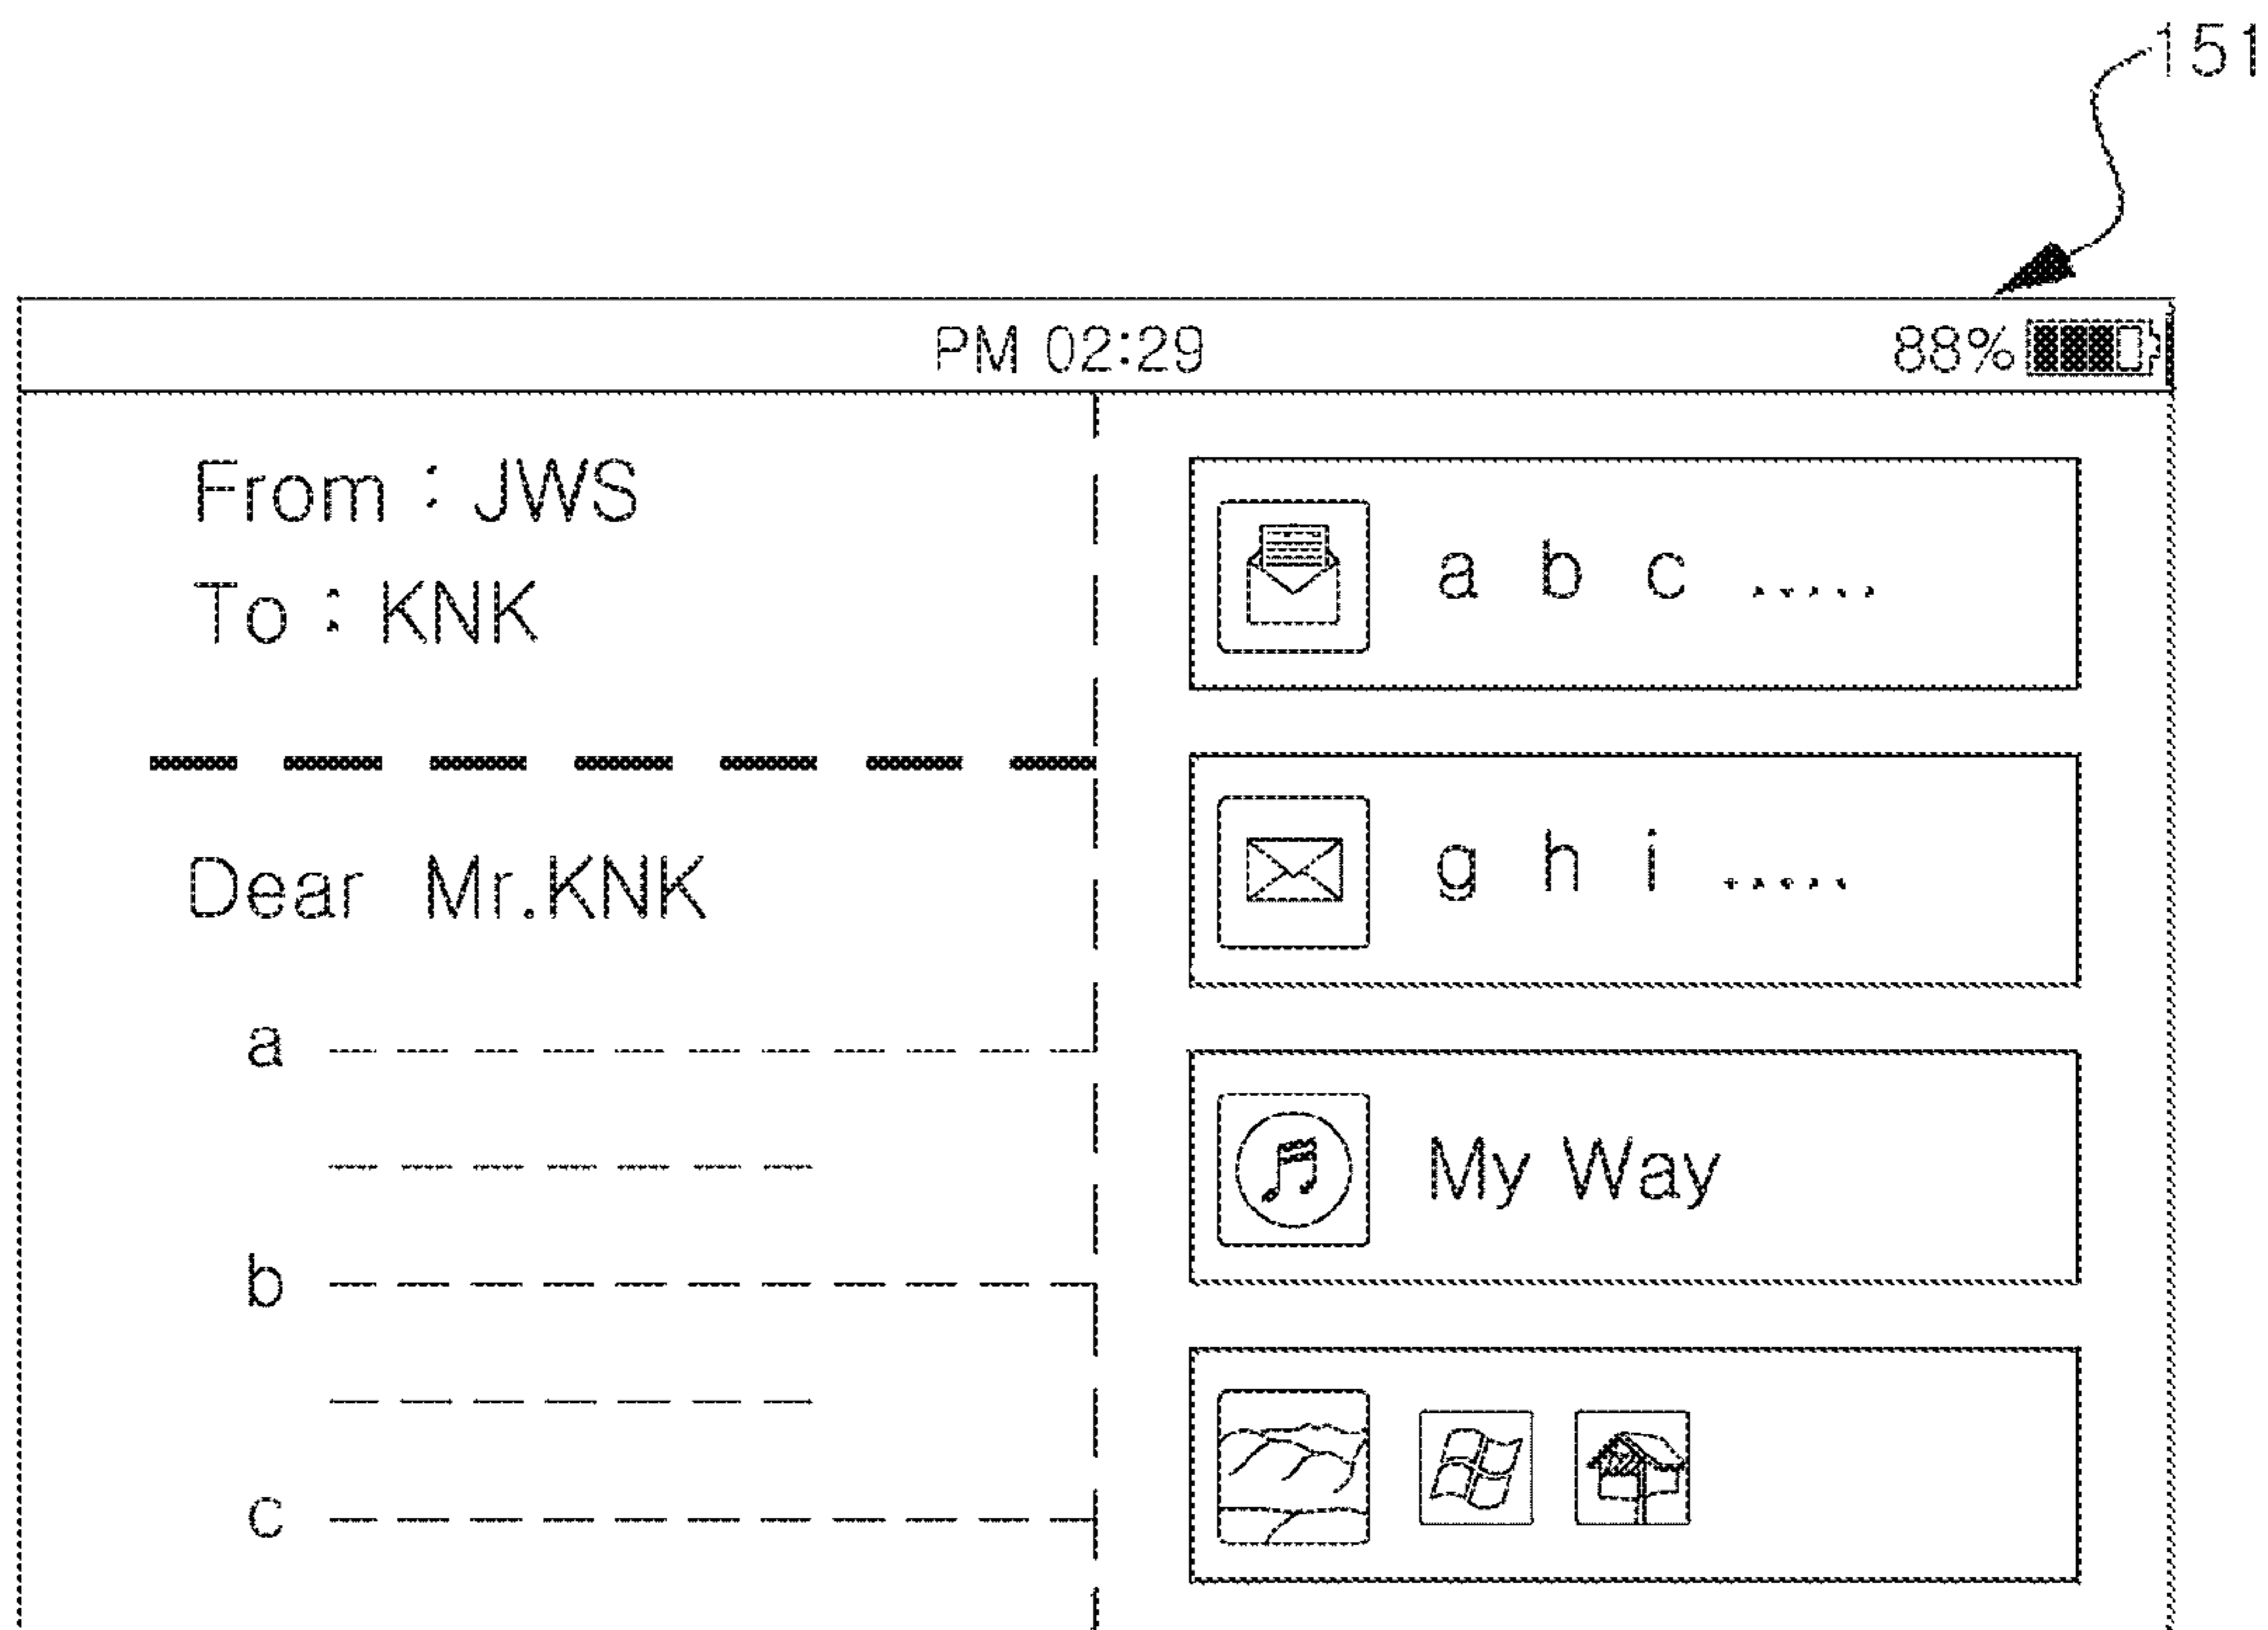 151
PM 02:29 88%
From : JWS
To : KNK
Dear Mr.KNK
a
b
c
a b c .....
g h i .....
My Way